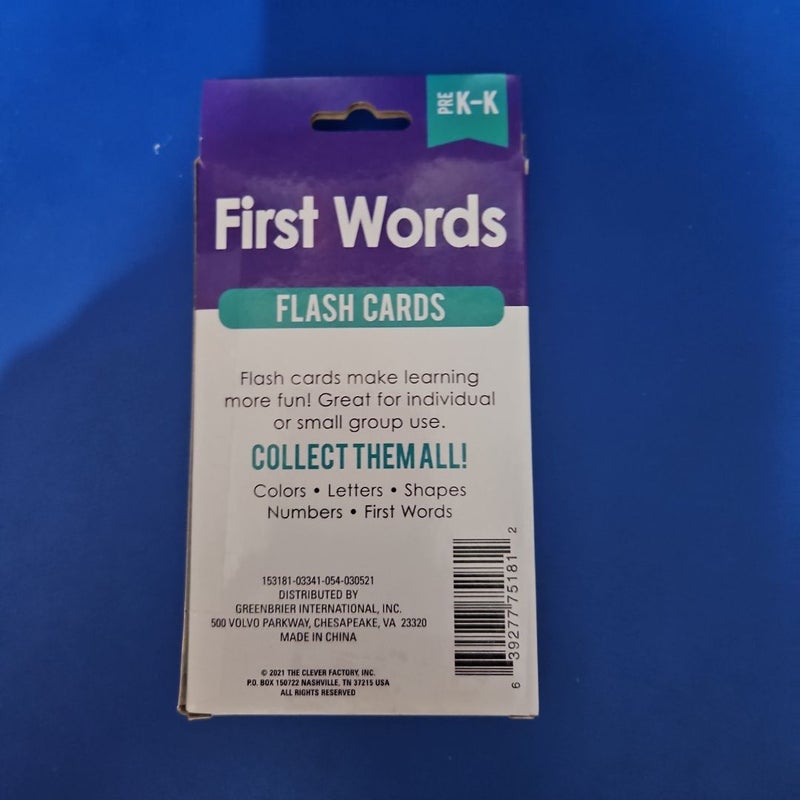 PRE K-K
First Words
FLASH CARDS
Flash cards make learning
more fun! Great for individual
or small group use.
COLLECT THEM ALL!
Colors • Letters • Shapes
Numbers • First Words
153181-03341-054-030521
DISTRIBUTED BY
GREENBRIER INTERNATIONAL, INC.
500 VOLVO PARKWAY, CHESAPEAKE, VA 23320
MADE IN CHINA
© 2021 THE CLEVER FACTORY, INC.
P.O. BOX 150722 NASHVILLE, TN 37215 USA
ALL RIGHTS RESERVED
6 39277 75181 2